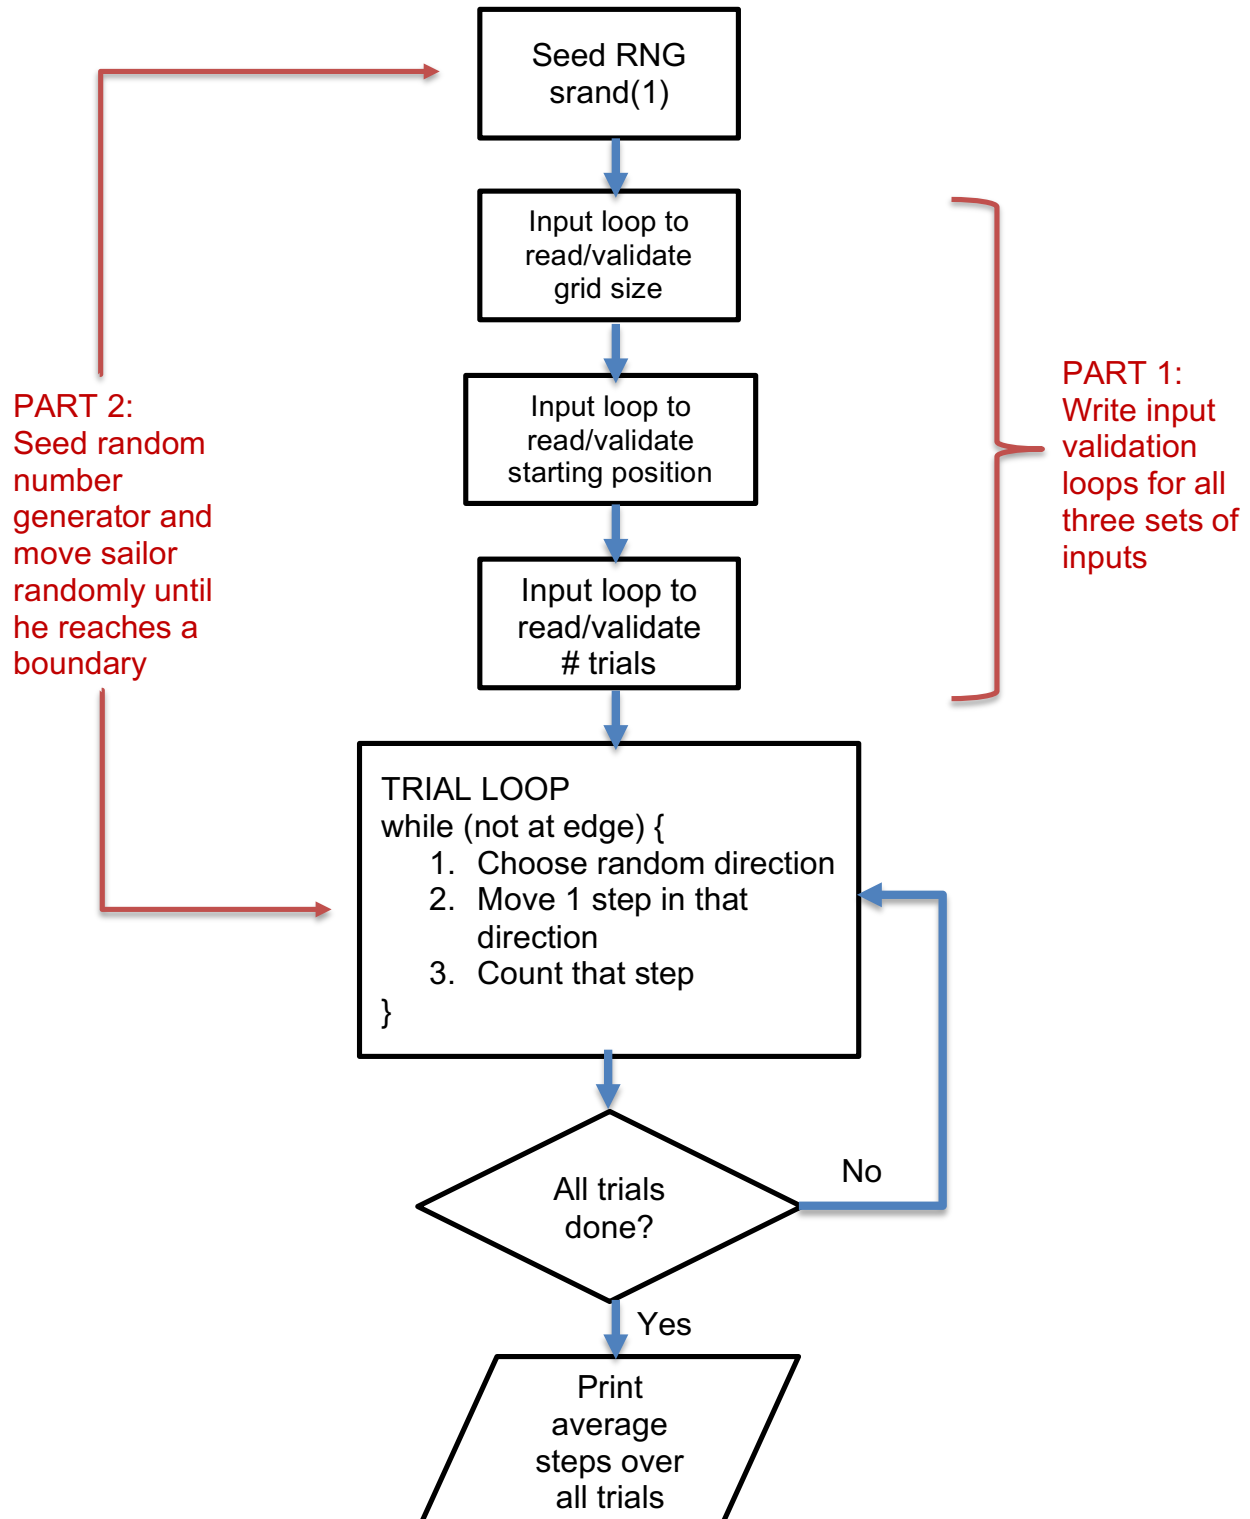 Seed RNG
srand(1)
Input loop to
read/validate
grid size
Input loop to
read/validate
starting position
Input loop to
read/validate
# trials
PART 1:
Write input
validation
loops for all
three sets of
inputs
PART 2:
Seed random
number
generator and
move sailor
randomly until
he reaches a
boundary
TRIAL LOOP
while (not at edge) {
1. Choose random direction
2. Move 1 step in that
direction
3. Count that step
}
All trials
done?
No
Yes
Print
average
steps over
all trials